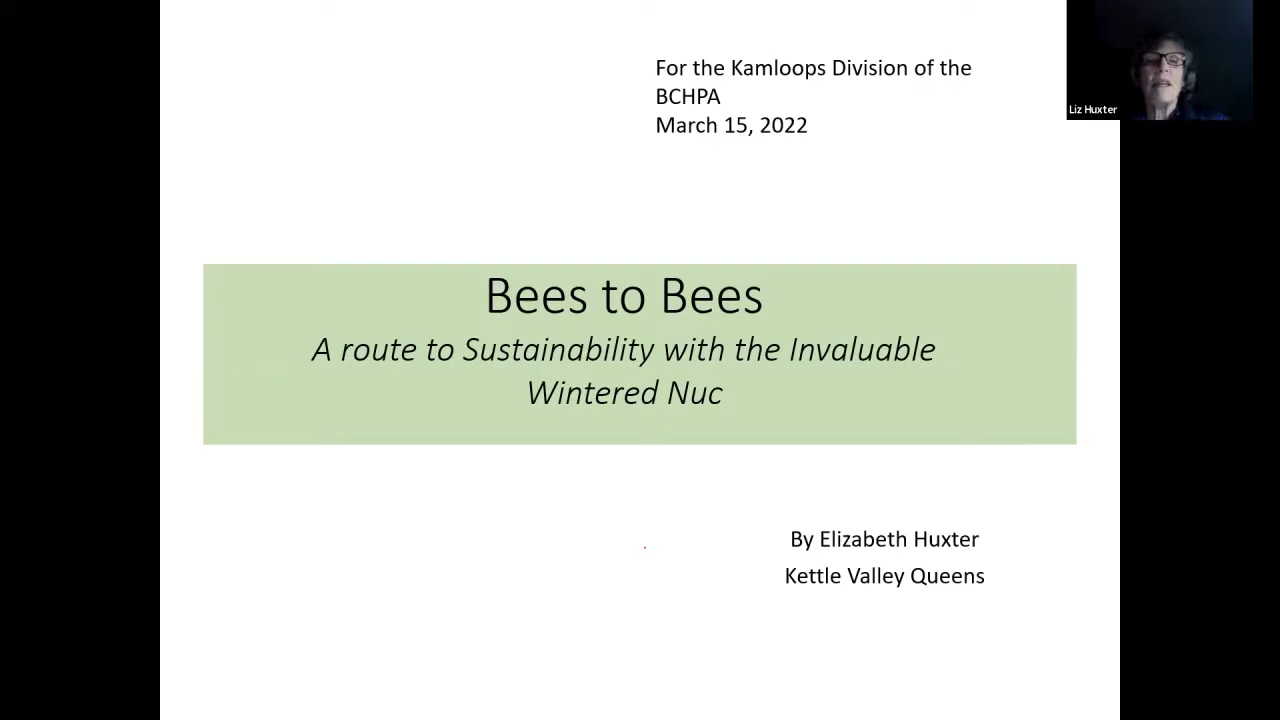 For the Kamloops Division of the
BCHPA
March 15, 2022
Liz Huxter
Bees to Bees
A route to Sustainability with the Invaluable
Wintered Nuc
By Elizabeth Huxter
Kettle Valley Queens